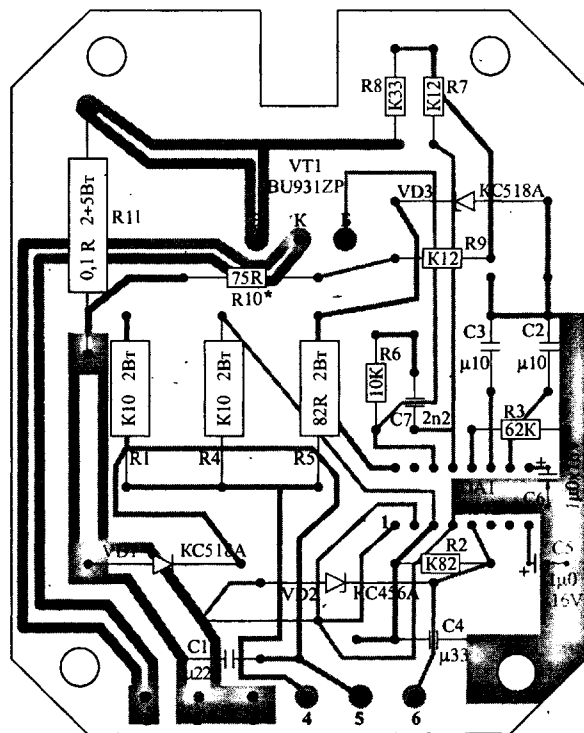 R8
K33
K12
R7
VT1
BU931ZP
VD3
KC518A
0,1 R 2+5Вт
R11
K
R9
K12
75R
R10*
R6
10K
C3
µ10
C2
µ10
K10 2Вт
K10 2Вт
82R 2Вт
C7
2n2
R3
62K
R1
R4
R5
C6
1
KC518A
R2
K82
VD2
KC456A
C5
1µ0
16V
C1
µ22
C4
µ33
4
5
6